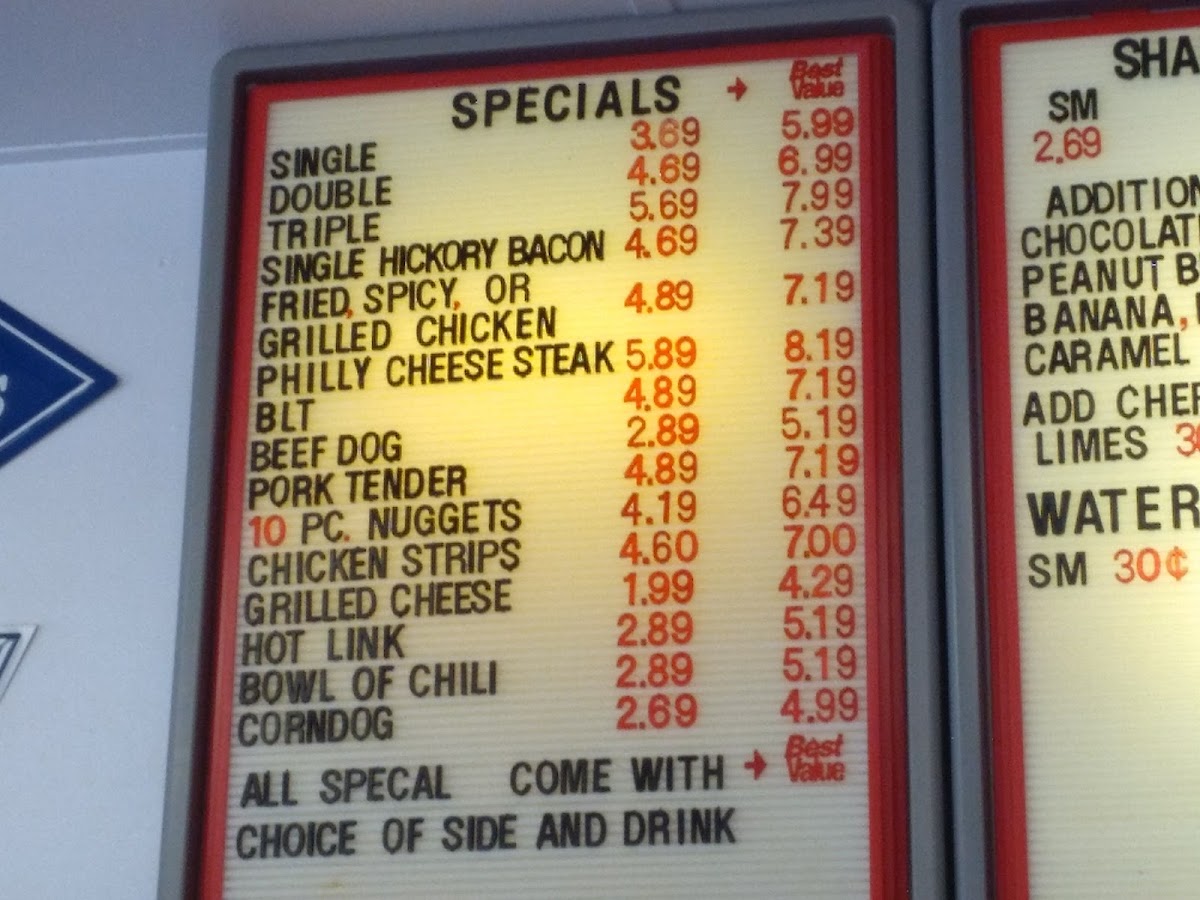 SPECIALS → Best Value
SINGLE 3.69 5.99
DOUBLE 4.69 6.99
TRIPLE 5.69 7.99
SINGLE HICKORY BACON 4.69 7.39
FRIED, SPICY, OR
GRILLED CHICKEN 4.89 7.19
PHILLY CHEESE STEAK 5.89 8.19
BLT 4.89 7.19
BEEF DOG 2.89 5.19
PORK TENDER 4.89 7.19
10 PC. NUGGETS 4.19 6.49
CHICKEN STRIPS 4.60 7.00
GRILLED CHEESE 1.99 4.29
HOT LINK 2.89 5.19
BOWL OF CHILI 2.89 5.19
CORNDOG 2.69 4.99
ALL SPECAL COME WITH → Best Value
CHOICE OF SIDE AND DRINK
SHA
SM
2.69
ADDITION
CHOCOLAT
PEANUT B
BANANA,
CARAMEL
ADD CHE
LIMES 3
WATER
SM 30¢